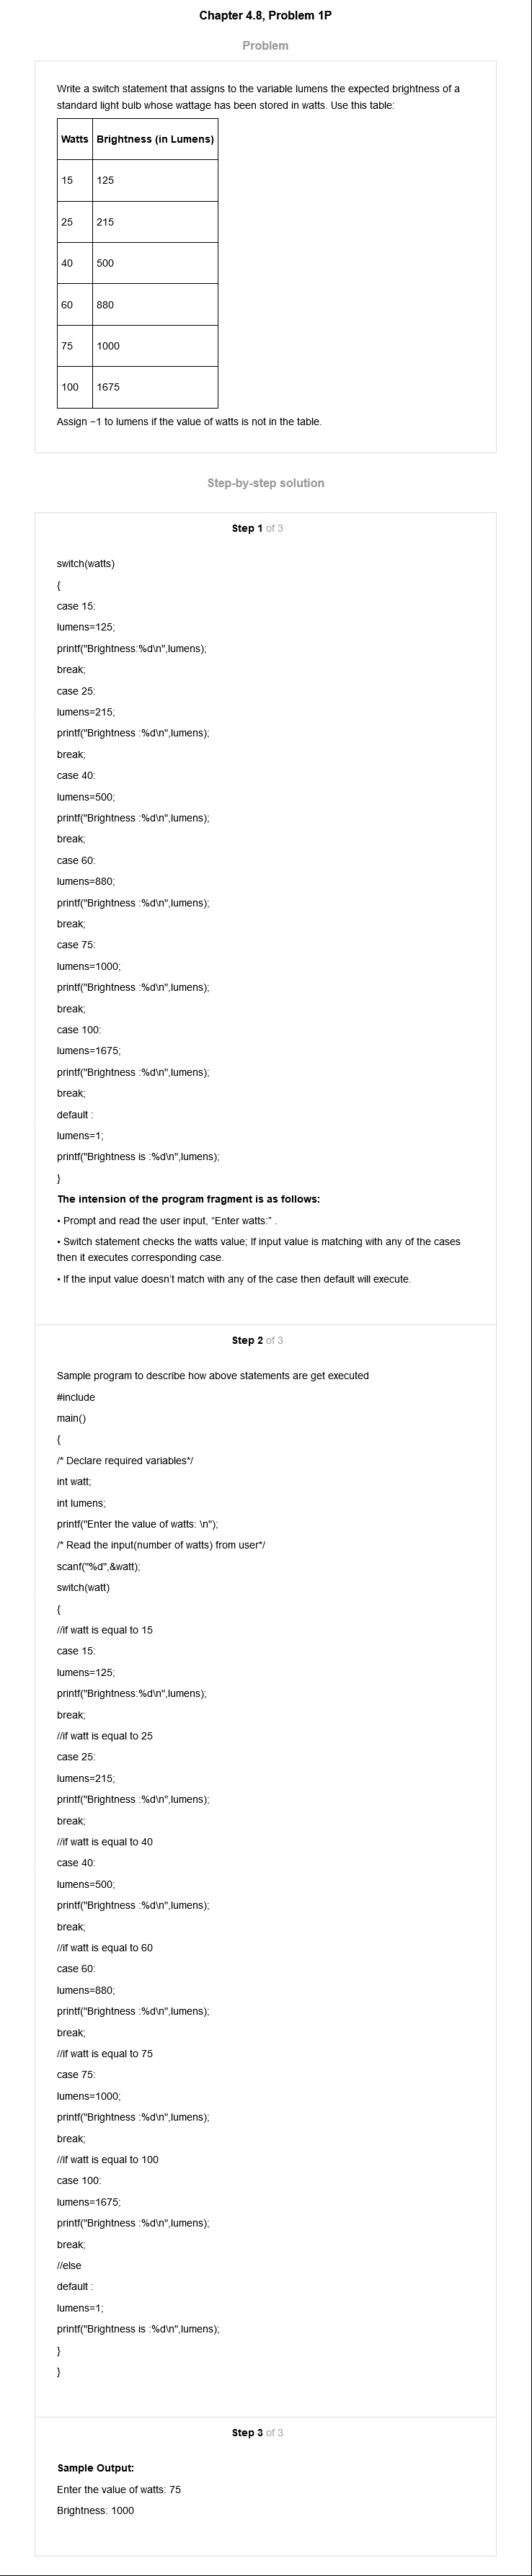 Chapter 4.8, Problem 1P
Problem
Write a switch statement that assigns to the variable lumens the expected brightness of a
standard light bulb whose wattage has been stored in watts. Use this table:
Watts Brightness (in Lumens)
15 125
25 215
40 500
60 880
75 1000
100 1675
Assign −1 to lumens if the value of watts is not in the table.
Step-by-step solution
Step 1 of 3
switch(watts)
{
case 15:
lumens=125;
printf("Brightness:%d\n",lumens);
break;
case 25:
lumens=215;
printf("Brightness :%d\n",lumens);
break;
case 40:
lumens=500;
printf("Brightness :%d\n",lumens);
break;
case 60:
lumens=880;
printf("Brightness :%d\n",lumens);
break;
case 75:
lumens=1000;
printf("Brightness :%d\n",lumens);
break;
case 100:
lumens=1675;
printf("Brightness :%d\n",lumens);
break;
default :
lumens=1;
printf("Brightness is :%d\n",lumens);
}
The intension of the program fragment is as follows:
• Prompt and read the user input, “Enter watts:” .
• Switch statement checks the watts value; If input value is matching with any of the cases
then it executes corresponding case.
• If the input value doesn’t match with any of the case then default will execute.
Step 2 of 3
Sample program to describe how above statements are get executed
#include
main()
{
/* Declare required variables*/
int watt;
int lumens;
printf("Enter the value of watts: \n");
/* Read the input(number of watts) from user*/
scanf("%d",&watt);
switch(watt)
{
//if watt is equal to 15
case 15:
lumens=125;
printf("Brightness:%d\n",lumens);
break;
//if watt is equal to 25
case 25:
lumens=215;
printf("Brightness :%d\n",lumens);
break;
//if watt is equal to 40
case 40:
lumens=500;
printf("Brightness :%d\n",lumens);
break;
//if watt is equal to 60
case 60:
lumens=880;
printf("Brightness :%d\n",lumens);
break;
//if watt is equal to 75
case 75:
lumens=1000;
printf("Brightness :%d\n",lumens);
break;
//if watt is equal to 100
case 100:
lumens=1675;
printf("Brightness :%d\n",lumens);
break;
//else
default :
lumens=1;
printf("Brightness is :%d\n",lumens);
}
}
Step 3 of 3
Sample Output:
Enter the value of watts: 75
Brightness: 1000